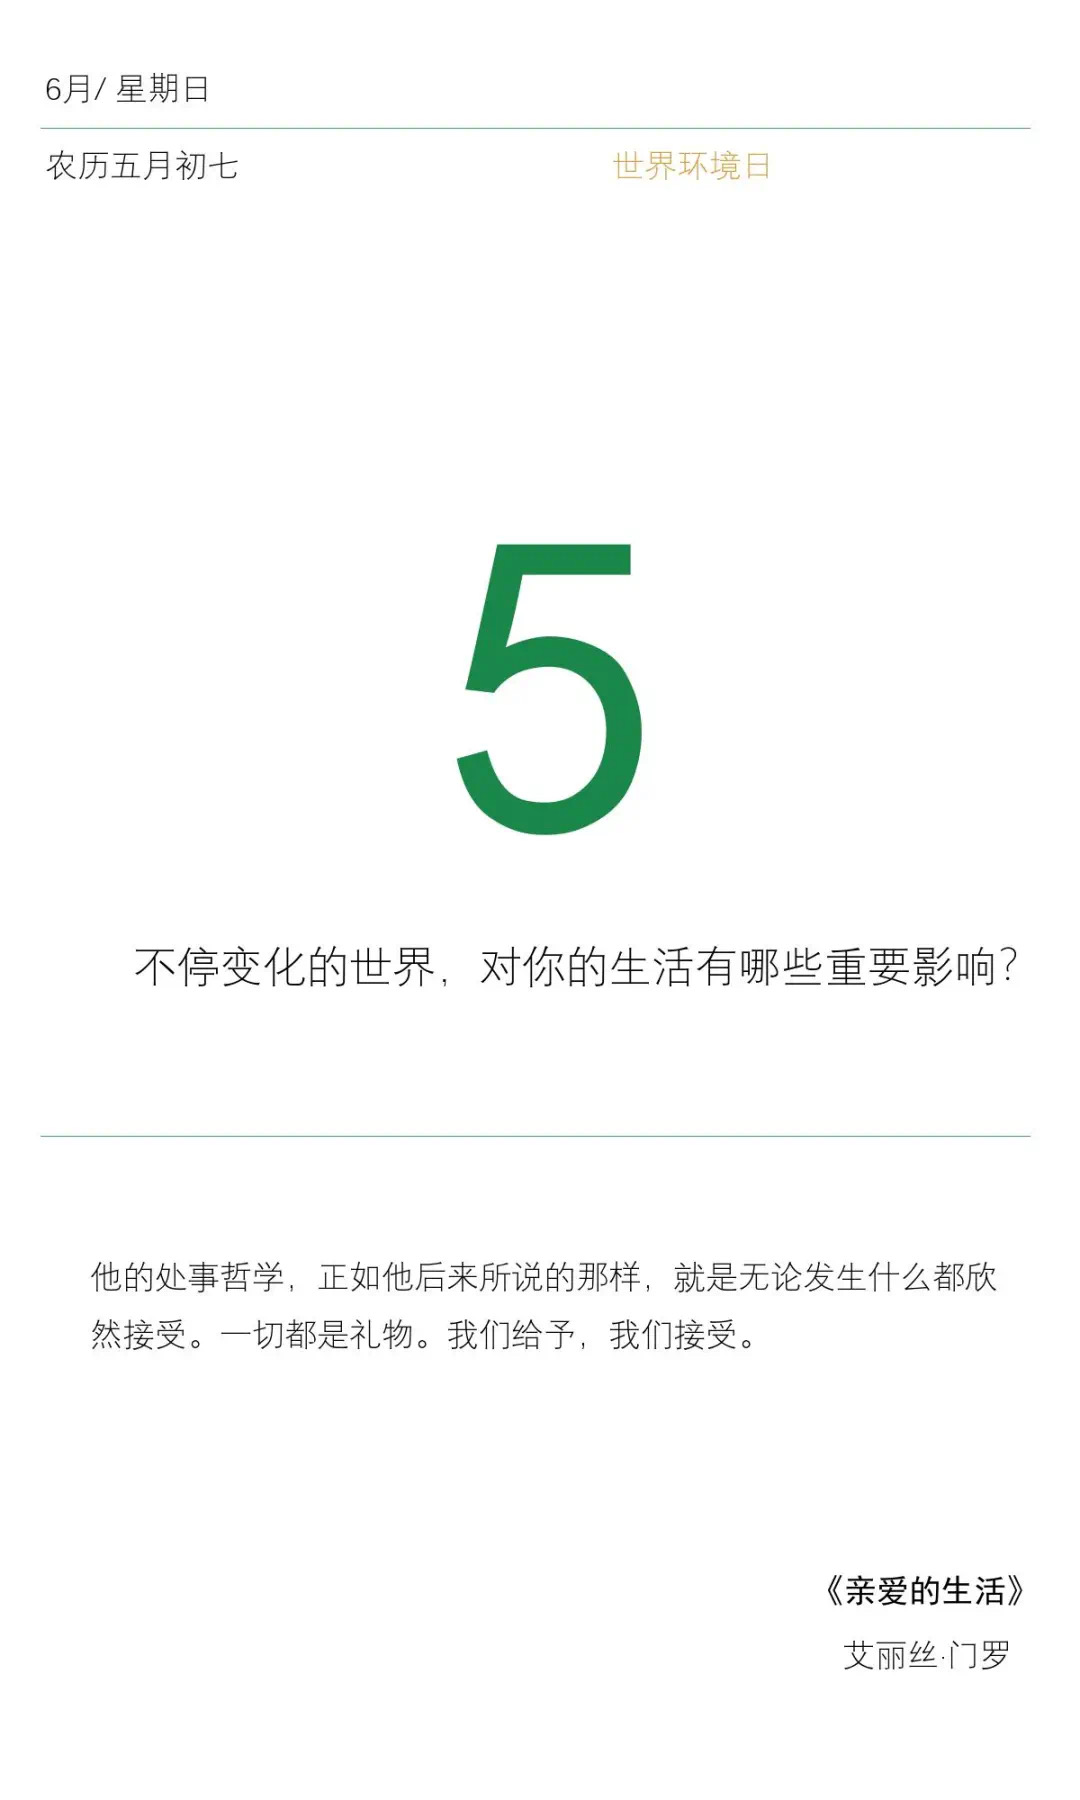 6月/ 星期日
农历五月初七
世界环境日
5
不停变化的世界，对你的生活有哪些重要影响？
他的处事哲学，正如他后来所说的那样，就是无论发生什么都欣
然接受。一切都是礼物。我们给予，我们接受。
《亲爱的生活》
艾丽丝·门罗